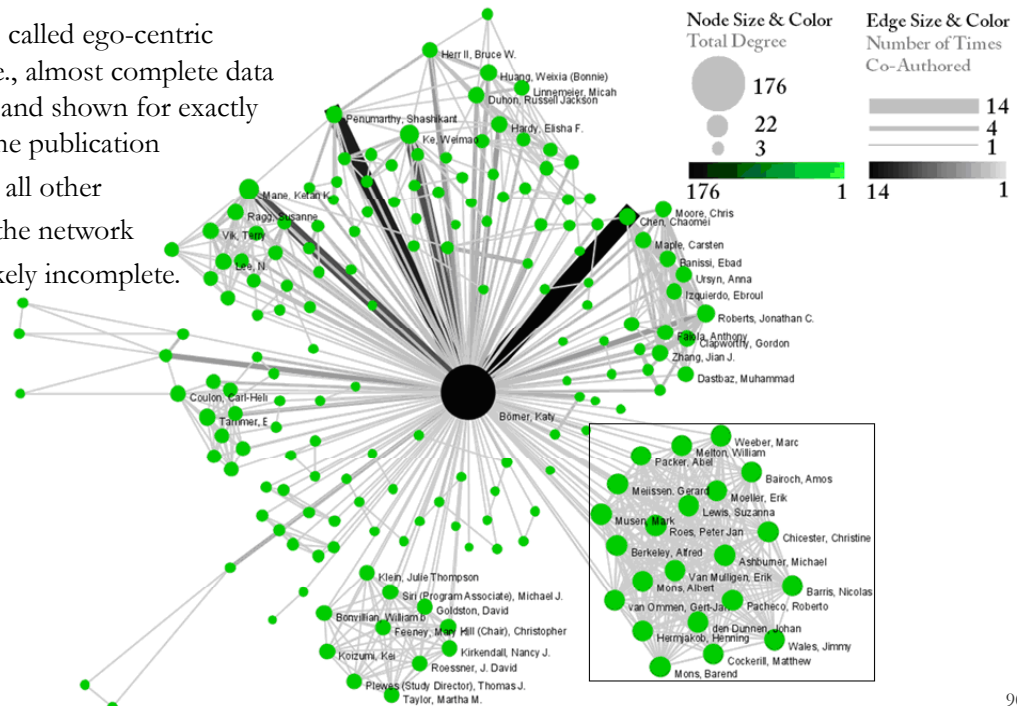 called ego-centric
e., almost complete data
and shown for exactly
ne publication
all other
the network
kely incomplete.
Node Size & Color
Total Degree
176
22
3
176 1
Edge Size & Color
Number of Times
Co-Authored
14
4
1
14 1
Herr II, Bruce W.
Huang, Weixia (Bonnie)
Linnemeier, Micah
Duhon, Russell Jackson
Penumarthy, Shashikant
Hardy, Elisha F.
Ke, Weimao
Mane, Ketan K.
Ragg, Susanne
Vik, Terry
Lee, N.
Moore, Chris
Chen, Chaomei
Maple, Carsten
Banissi, Ebad
Ursyn, Anna
Izquierdo, Ebroul
Roberts, Jonathan C.
Faiola, Anthony
Clapworthy, Gordon
Zhang, Jian J.
Dastbaz, Muhammad
Coulon, Carl-Hel
Tammer, E
Börner, Katy
Weeber, Marc
Melton, William
Packer, Abel
Bairoch, Amos
Meiissen, Gerard
Moeller, Erik
Lewis, Suzanna
Musen, Mark
Roes, Peter Jan
Chicester, Christine
Berkeley, Alfred
Ashburner, Michael
Van Mulligen, Erik
Mons, Albert
Barris, Nicolas
van Ommen, Gert-Jan
Pacheco, Roberto
den Dunnen, Johan
Hermjakob, Henning
Wales, Jimmy
Cockerill, Matthew
Mons, Barend
Klein, Julie Thompson
Siri (Program Associate), Michael J.
Goldston, David
Bonvillian, William b
Feeney, Mary
Hill (Chair), Christopher
Koizumi, Kei
Kirkendall, Nancy J.
Roessner, J. David
Plewes (Study Director), Thomas J.
Taylor, Martha M.